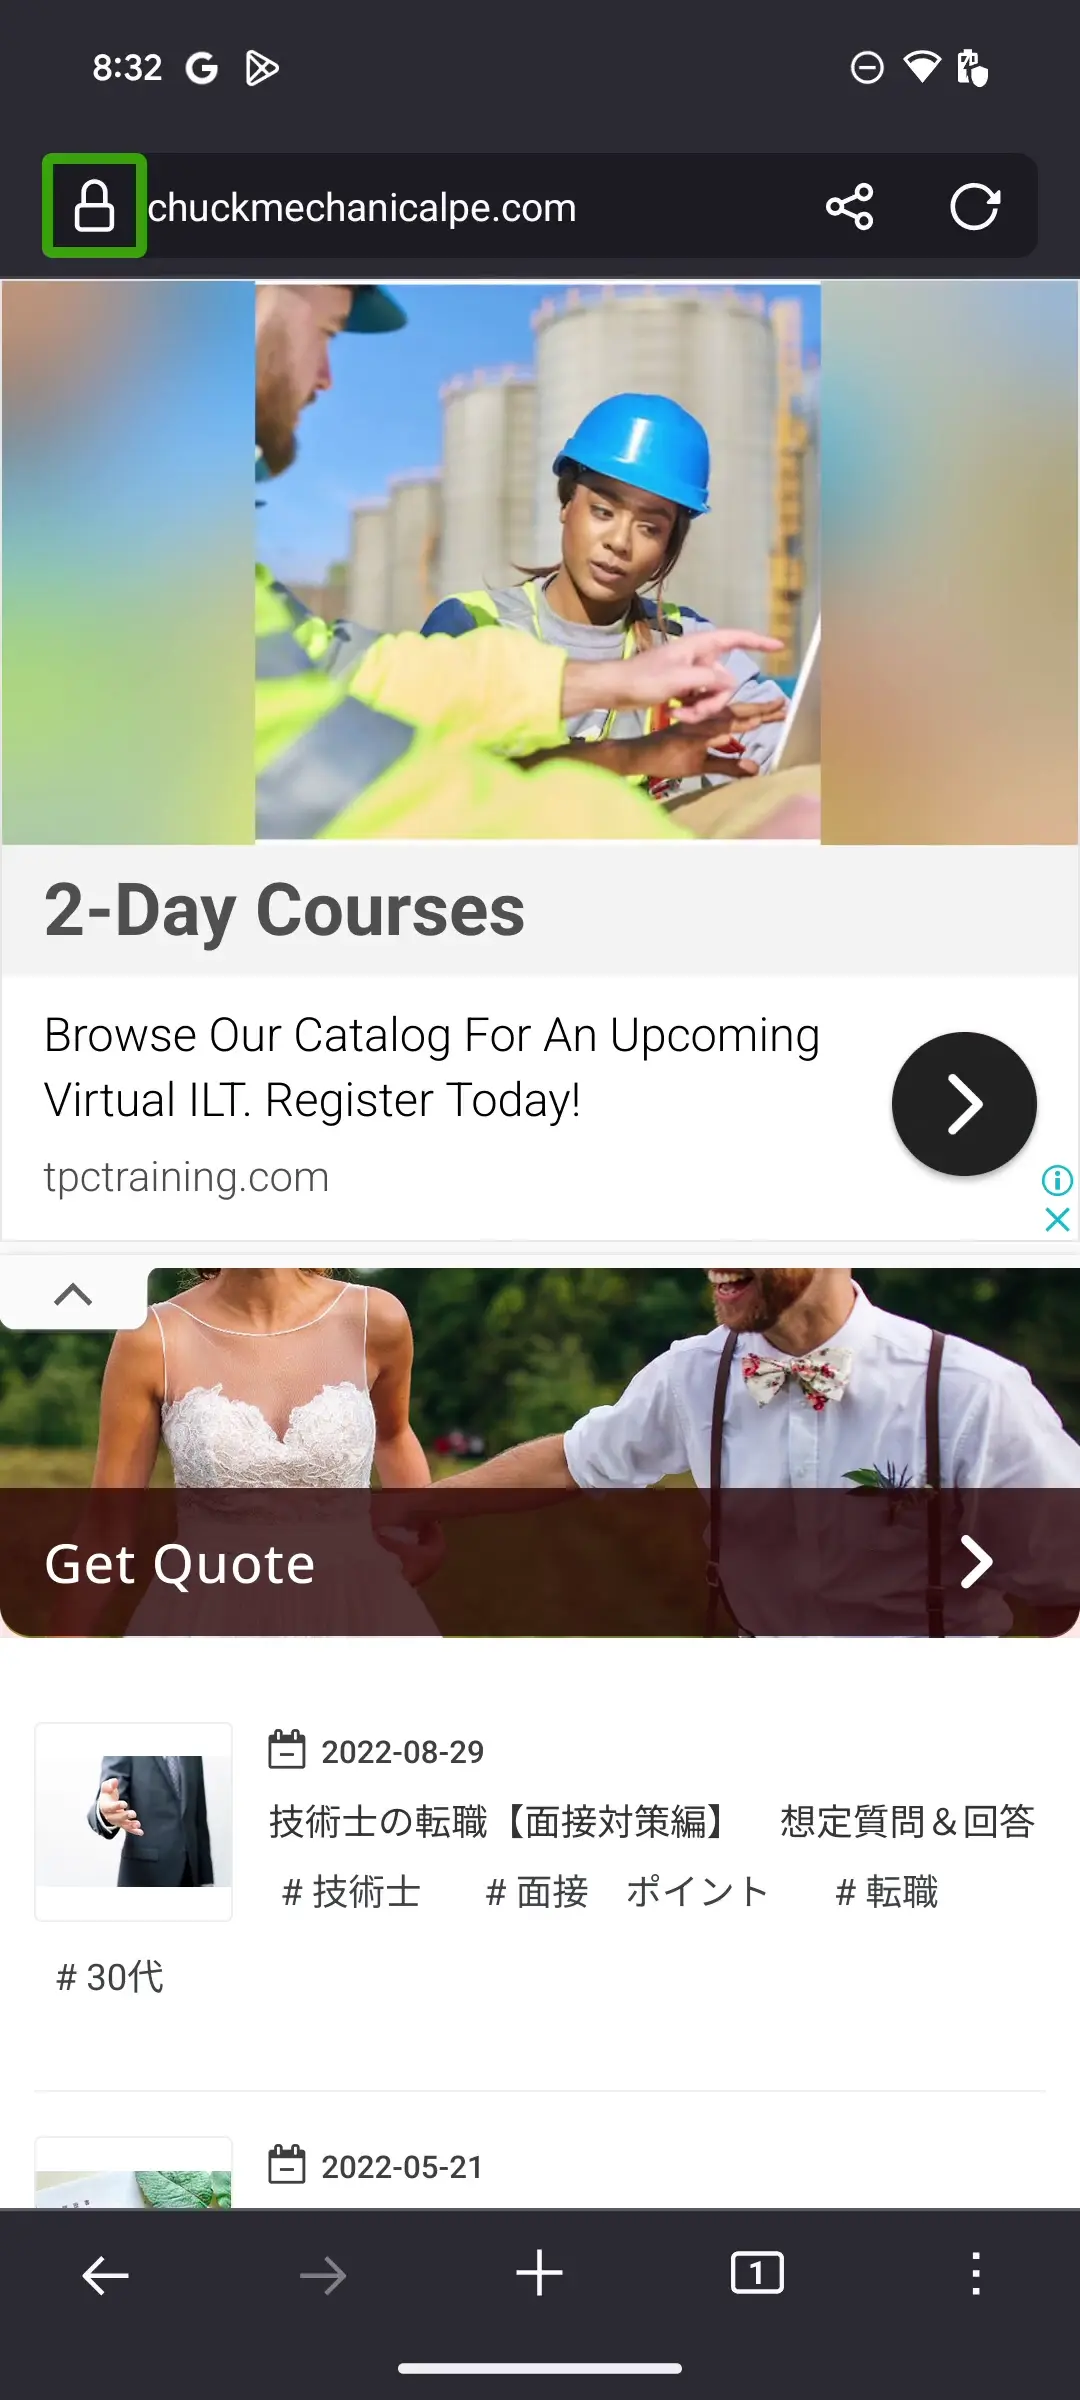 8:32
chuckmechanicalpe.com
2-Day Courses
Browse Our Catalog For An Upcoming
Virtual ILT. Register Today!
tpctraining.com
Get Quote
2022-08-29
技術士の転職【面接対策編】　想定質問＆回答
# 技術士　# 面接　ポイント　# 転職
# 30代
2022-05-21
1